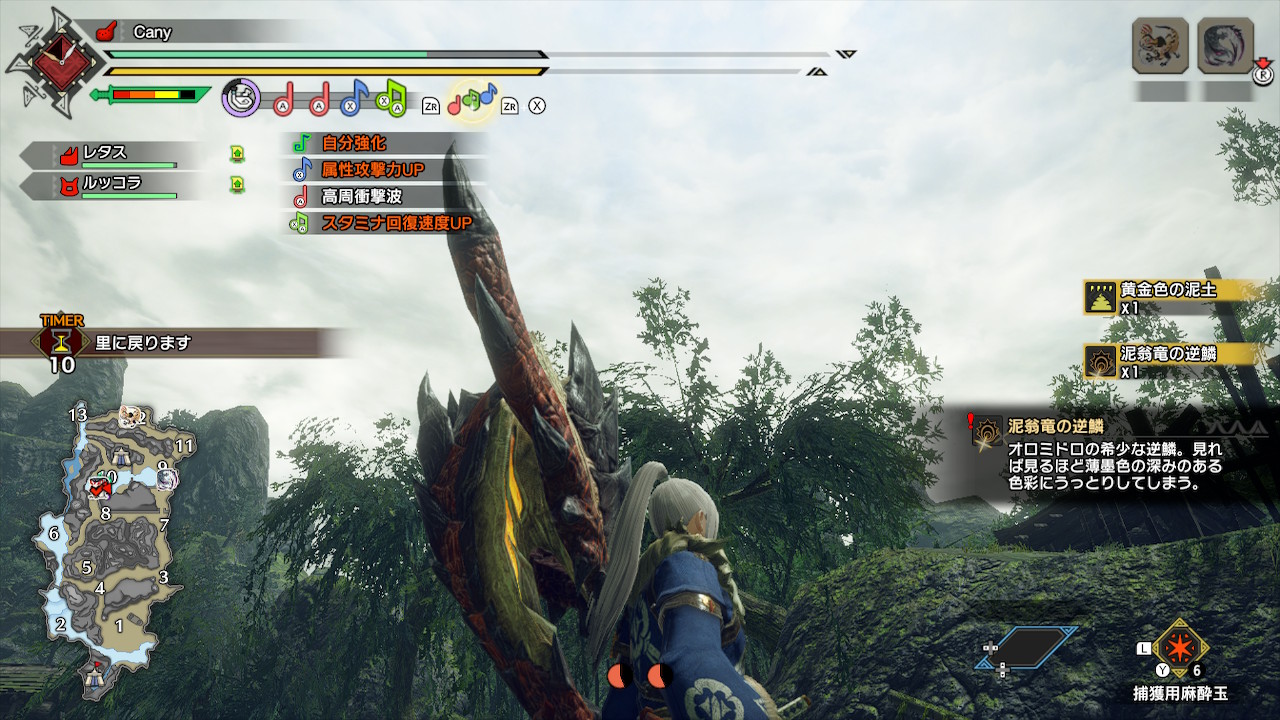 Cany
A
A
X
X
A
ZR
ZR
X
R
レタス
ルッコラ
自分強化
X
属性攻撃力UP
A
高周衝撃波
X
A
スタミナ回復速度UP
黄金色の泥土
x1
泥翁竜の逆鱗
x1
TIMER
里に戻ります
10
泥翁竜の逆鱗
オロミドロの希少な逆鱗。見れ
ば見るほど薄墨色の深みのある
色彩にうっとりしてしまう。
13
2
11
9
0
8
7
6
5
4
3
2
1
L
Y
6
捕獲用麻酔玉